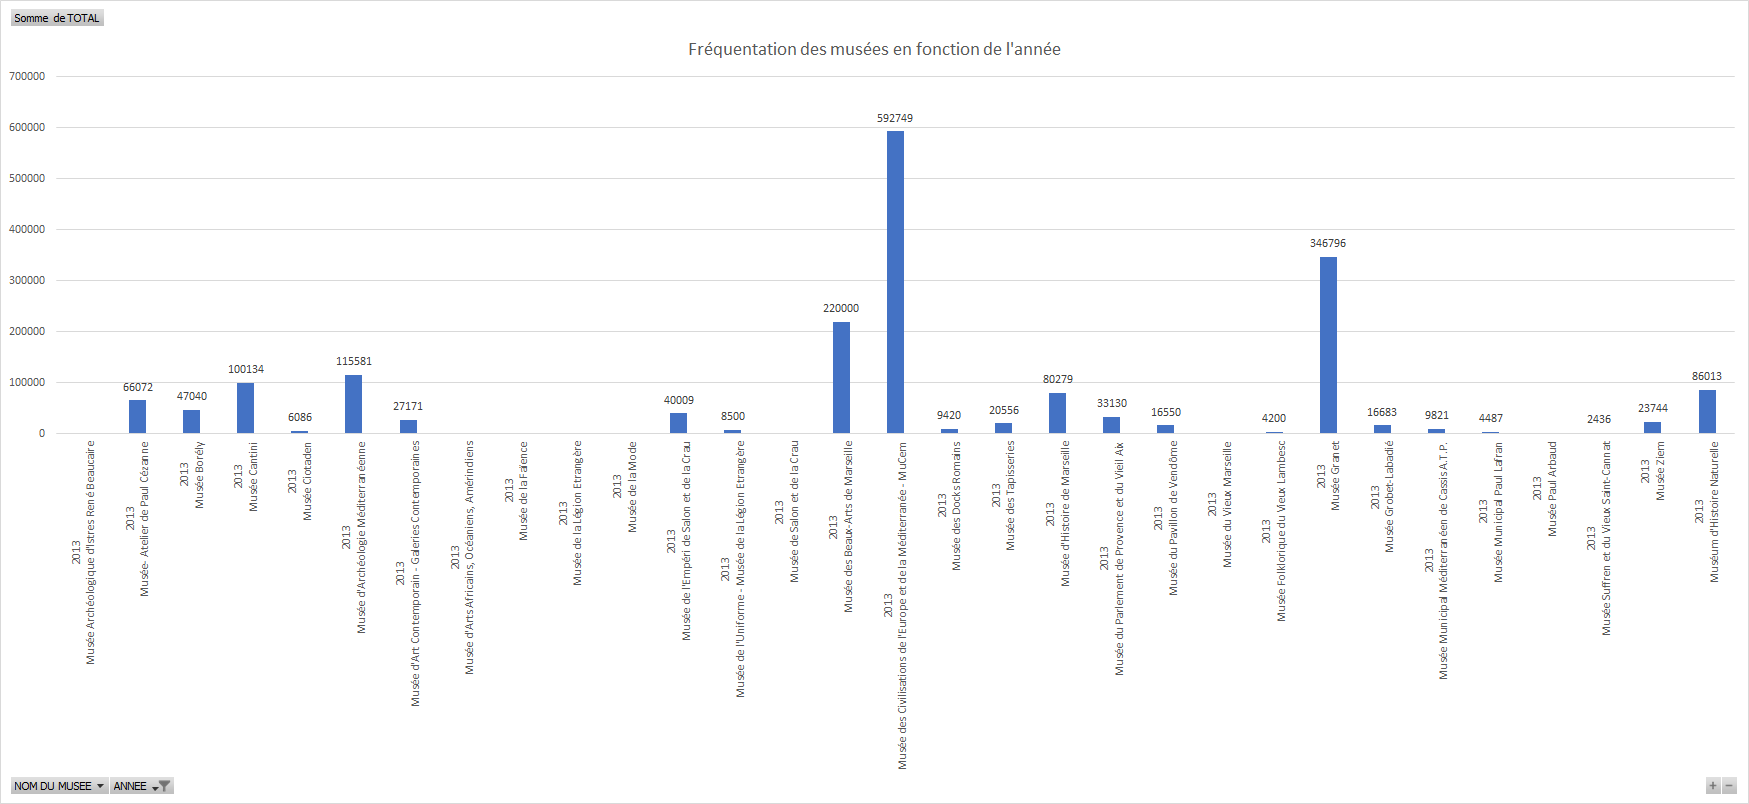 Somme de TOTAL
Fréquentation des musées en fonction de l'année
700000
600000
500000
400000
300000
200000
100000
0
66072
47040
100134
6086
115581
27171
40009
8500
220000
592749
9420
20556
80279
33130
16550
4200
346796
16683
9821
4487
2436
23744
86013
2013
Musée Archéologique d'Istres René Beaucaire
2013
Musée- Atelier de Paul Cézanne
2013
Musée Borély
2013
Musée Cantini
2013
Musée Ciotaden
2013
Musée d'Archéologie Méditerranéenne
2013
Musée d'Art Contemporain - Galeries Contemporaines
2013
Musée d'Arts Africains, Océaniens, Amérindiens
2013
Musée de la Faïence
2013
Musée de la Légion Etrangère
2013
Musée de la Mode
2013
Musée de l'Empéri de Salon et de la Crau
2013
Musée de l'Uniforme - Musée de la Légion Etrangère
2013
Musée de Salon et de la Crau
2013
Musée des Beaux-Arts de Marseille
2013
Musée des Civilisations de l'Europe et de la Méditerranée - MuCem
2013
Musée des Docks Romains
2013
Musée des Tapisseries
2013
Musée d'Histoire de Marseille
2013
Musée du Parlement de Provence et du Vieil Aix
2013
Musée du Pavillon de Vendôme
2013
Musée du Vieux Marseille
2013
Musée Folklorique du Vieux Lambesc
2013
Musée Granet
2013
Musée Grobet-Labadié
2013
Musée Municipal Méditerranéen de Cassis A.T.P.
2013
Musée Municipal Paul Lafran
2013
Musée Paul Arbaud
2013
Musée Suffren et du Vieux Saint-Cannat
2013
Musée Ziem
2013
Muséum d'Histoire Naturelle
NOM DU MUSEE
ANNEE
+ −